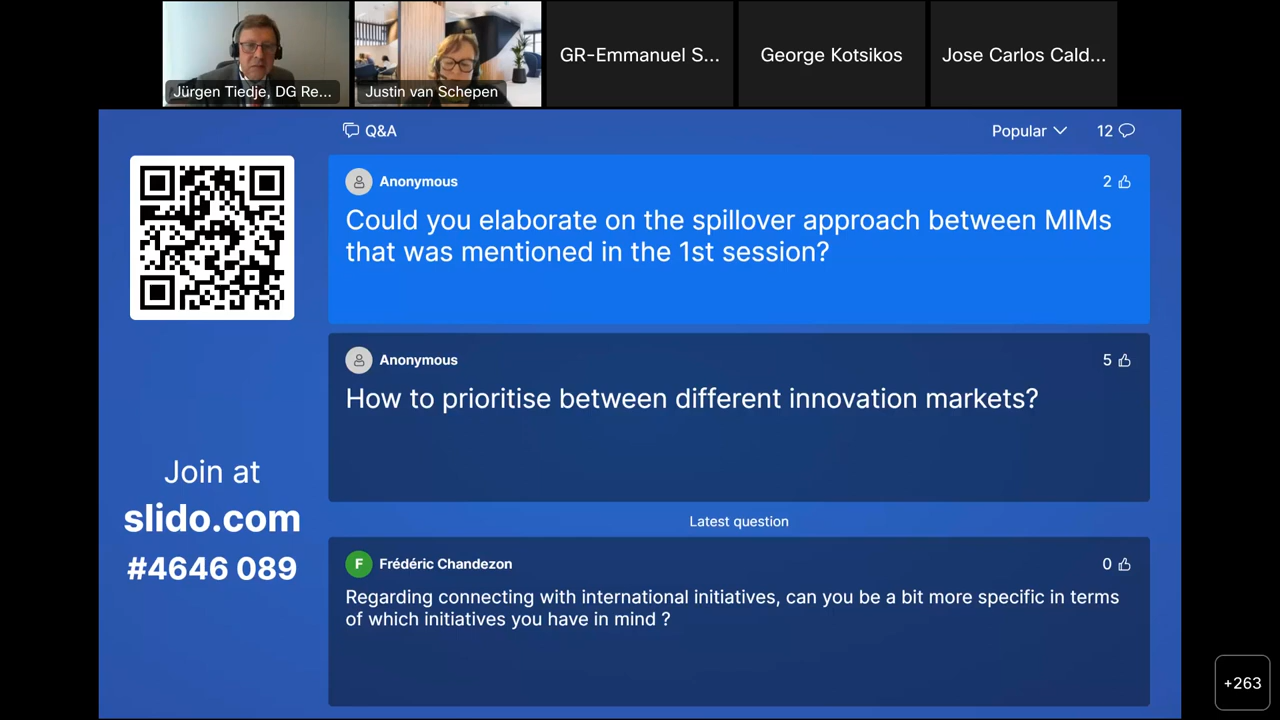 Jürgen Tiedje, DG Re...
Justin van Schepen
GR-Emmanuel S...
George Kotsikos
Jose Carlos Cald...
Q&A
Popular
12
Anonymous
2
Could you elaborate on the spillover approach between MIMs
that was mentioned in the 1st session?
Anonymous
5
How to prioritise between different innovation markets?
Join at
slido.com
#4646 089
Latest question
F
Frédéric Chandezon
0
Regarding connecting with international initiatives, can you be a bit more specific in terms
of which initiatives you have in mind ?
+263